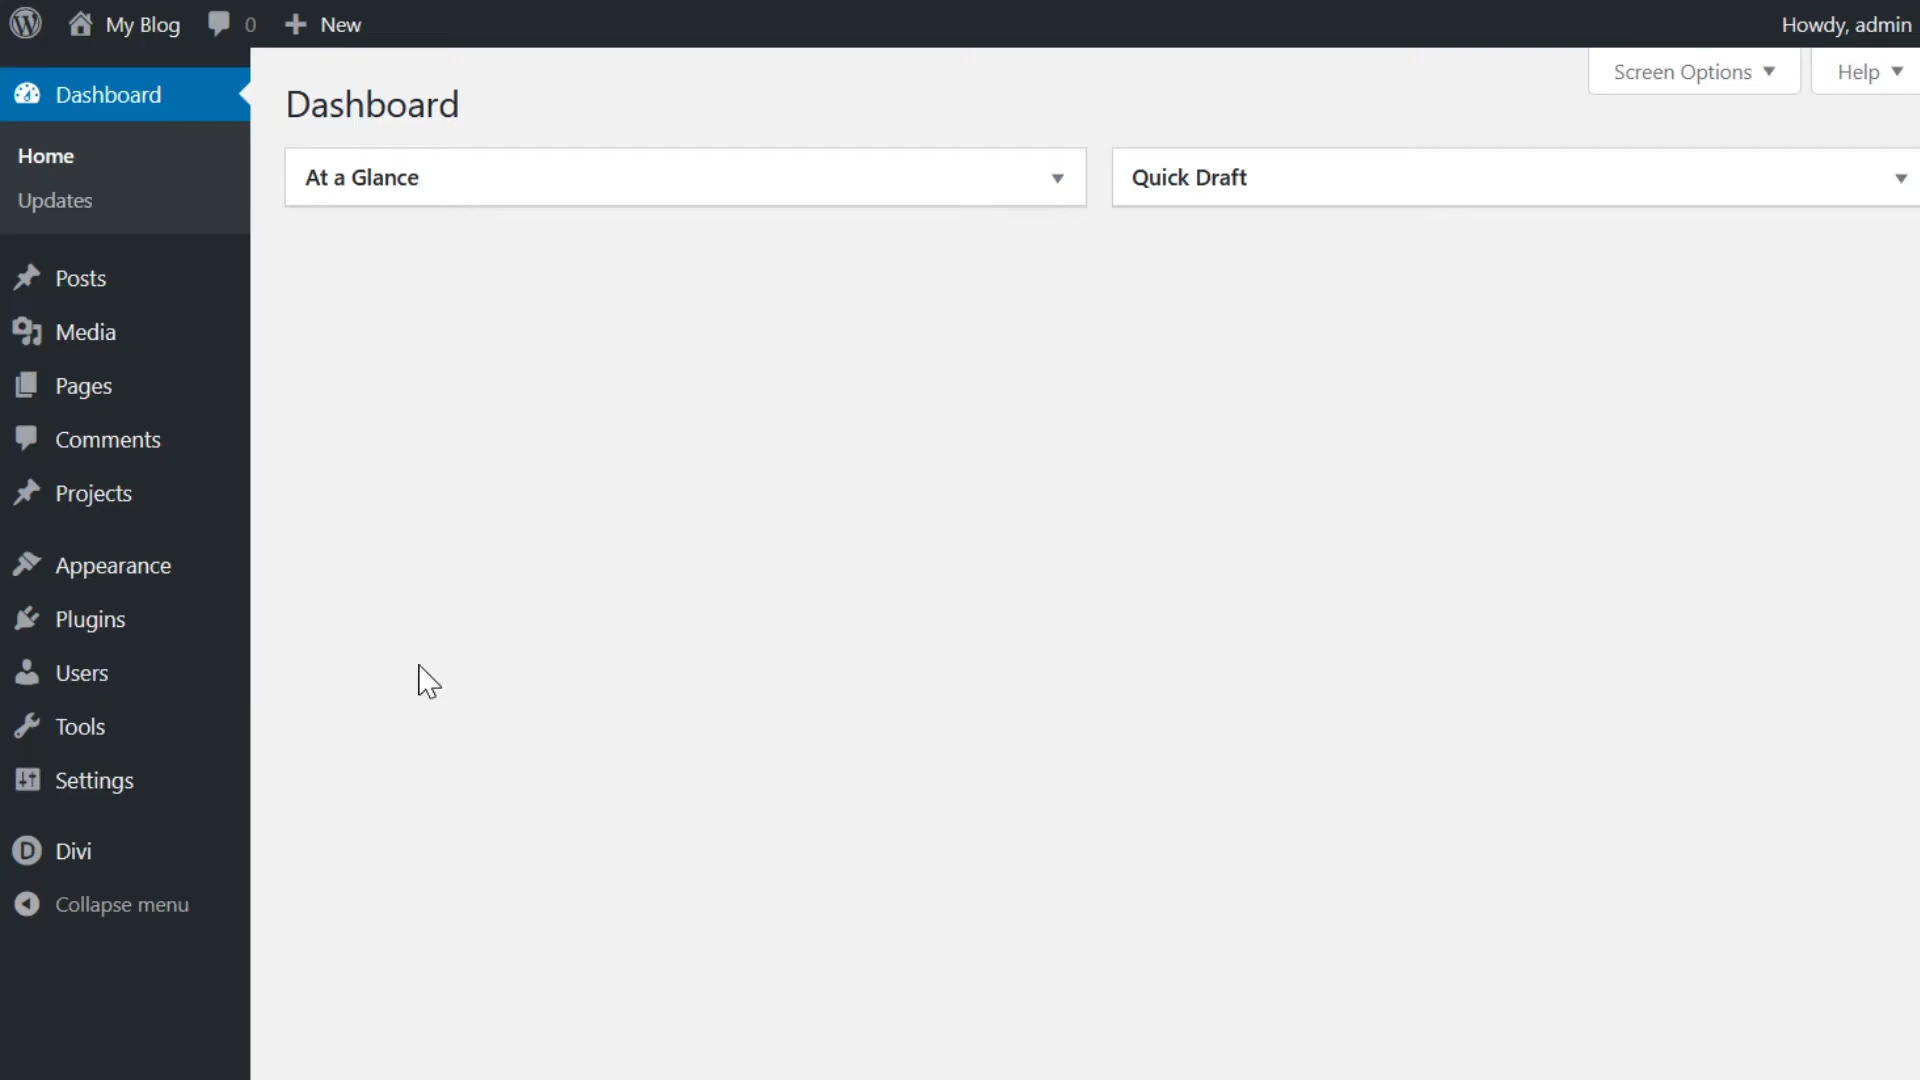 My Blog 0 New Howdy, admin
Screen Options Help
Dashboard
Home
Updates
Posts
Media
Pages
Comments
Projects
Appearance
Plugins
Users
Tools
Settings
Divi
Collapse menu
Dashboard
At a Glance
Quick Draft